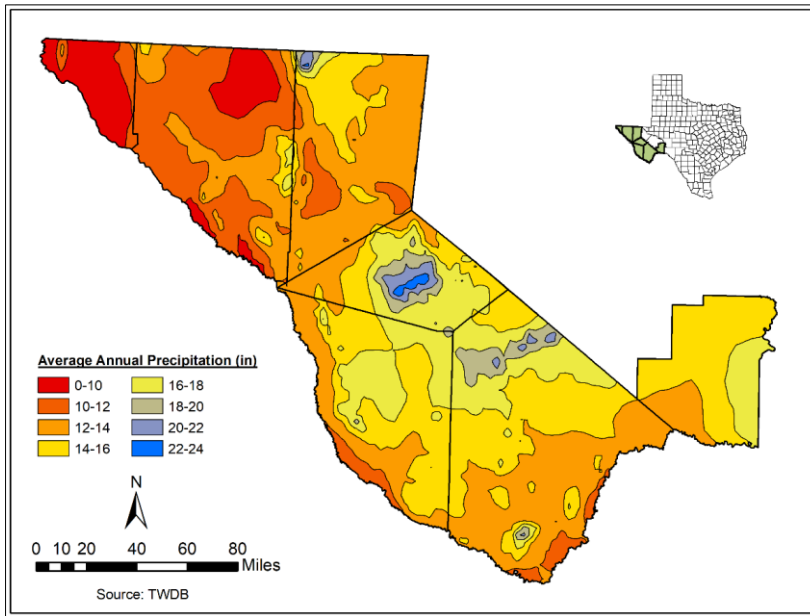 Average Annual Precipitation (in)
0-10 16-18
10-12 18-20
12-14 20-22
14-16 22-24
N
0 10 20 40 60 80
Miles
Source: TWDB